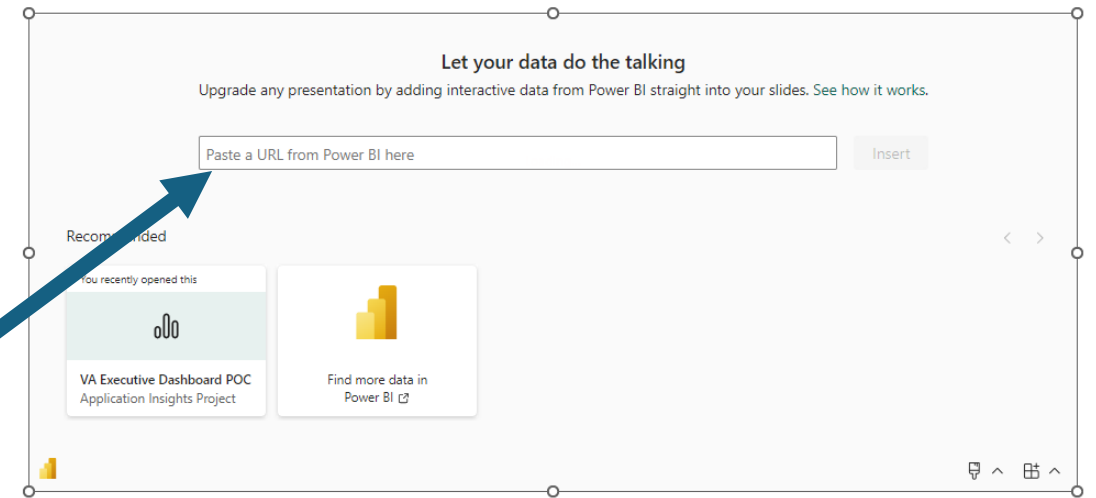 Let your data do the talking
Upgrade any presentation by adding interactive data from Power BI straight into your slides. See how it works.
Paste a URL from Power BI here
Insert
Recommended
You recently opened this
VA Executive Dashboard POC
Application Insights Project
Find more data in
Power BI